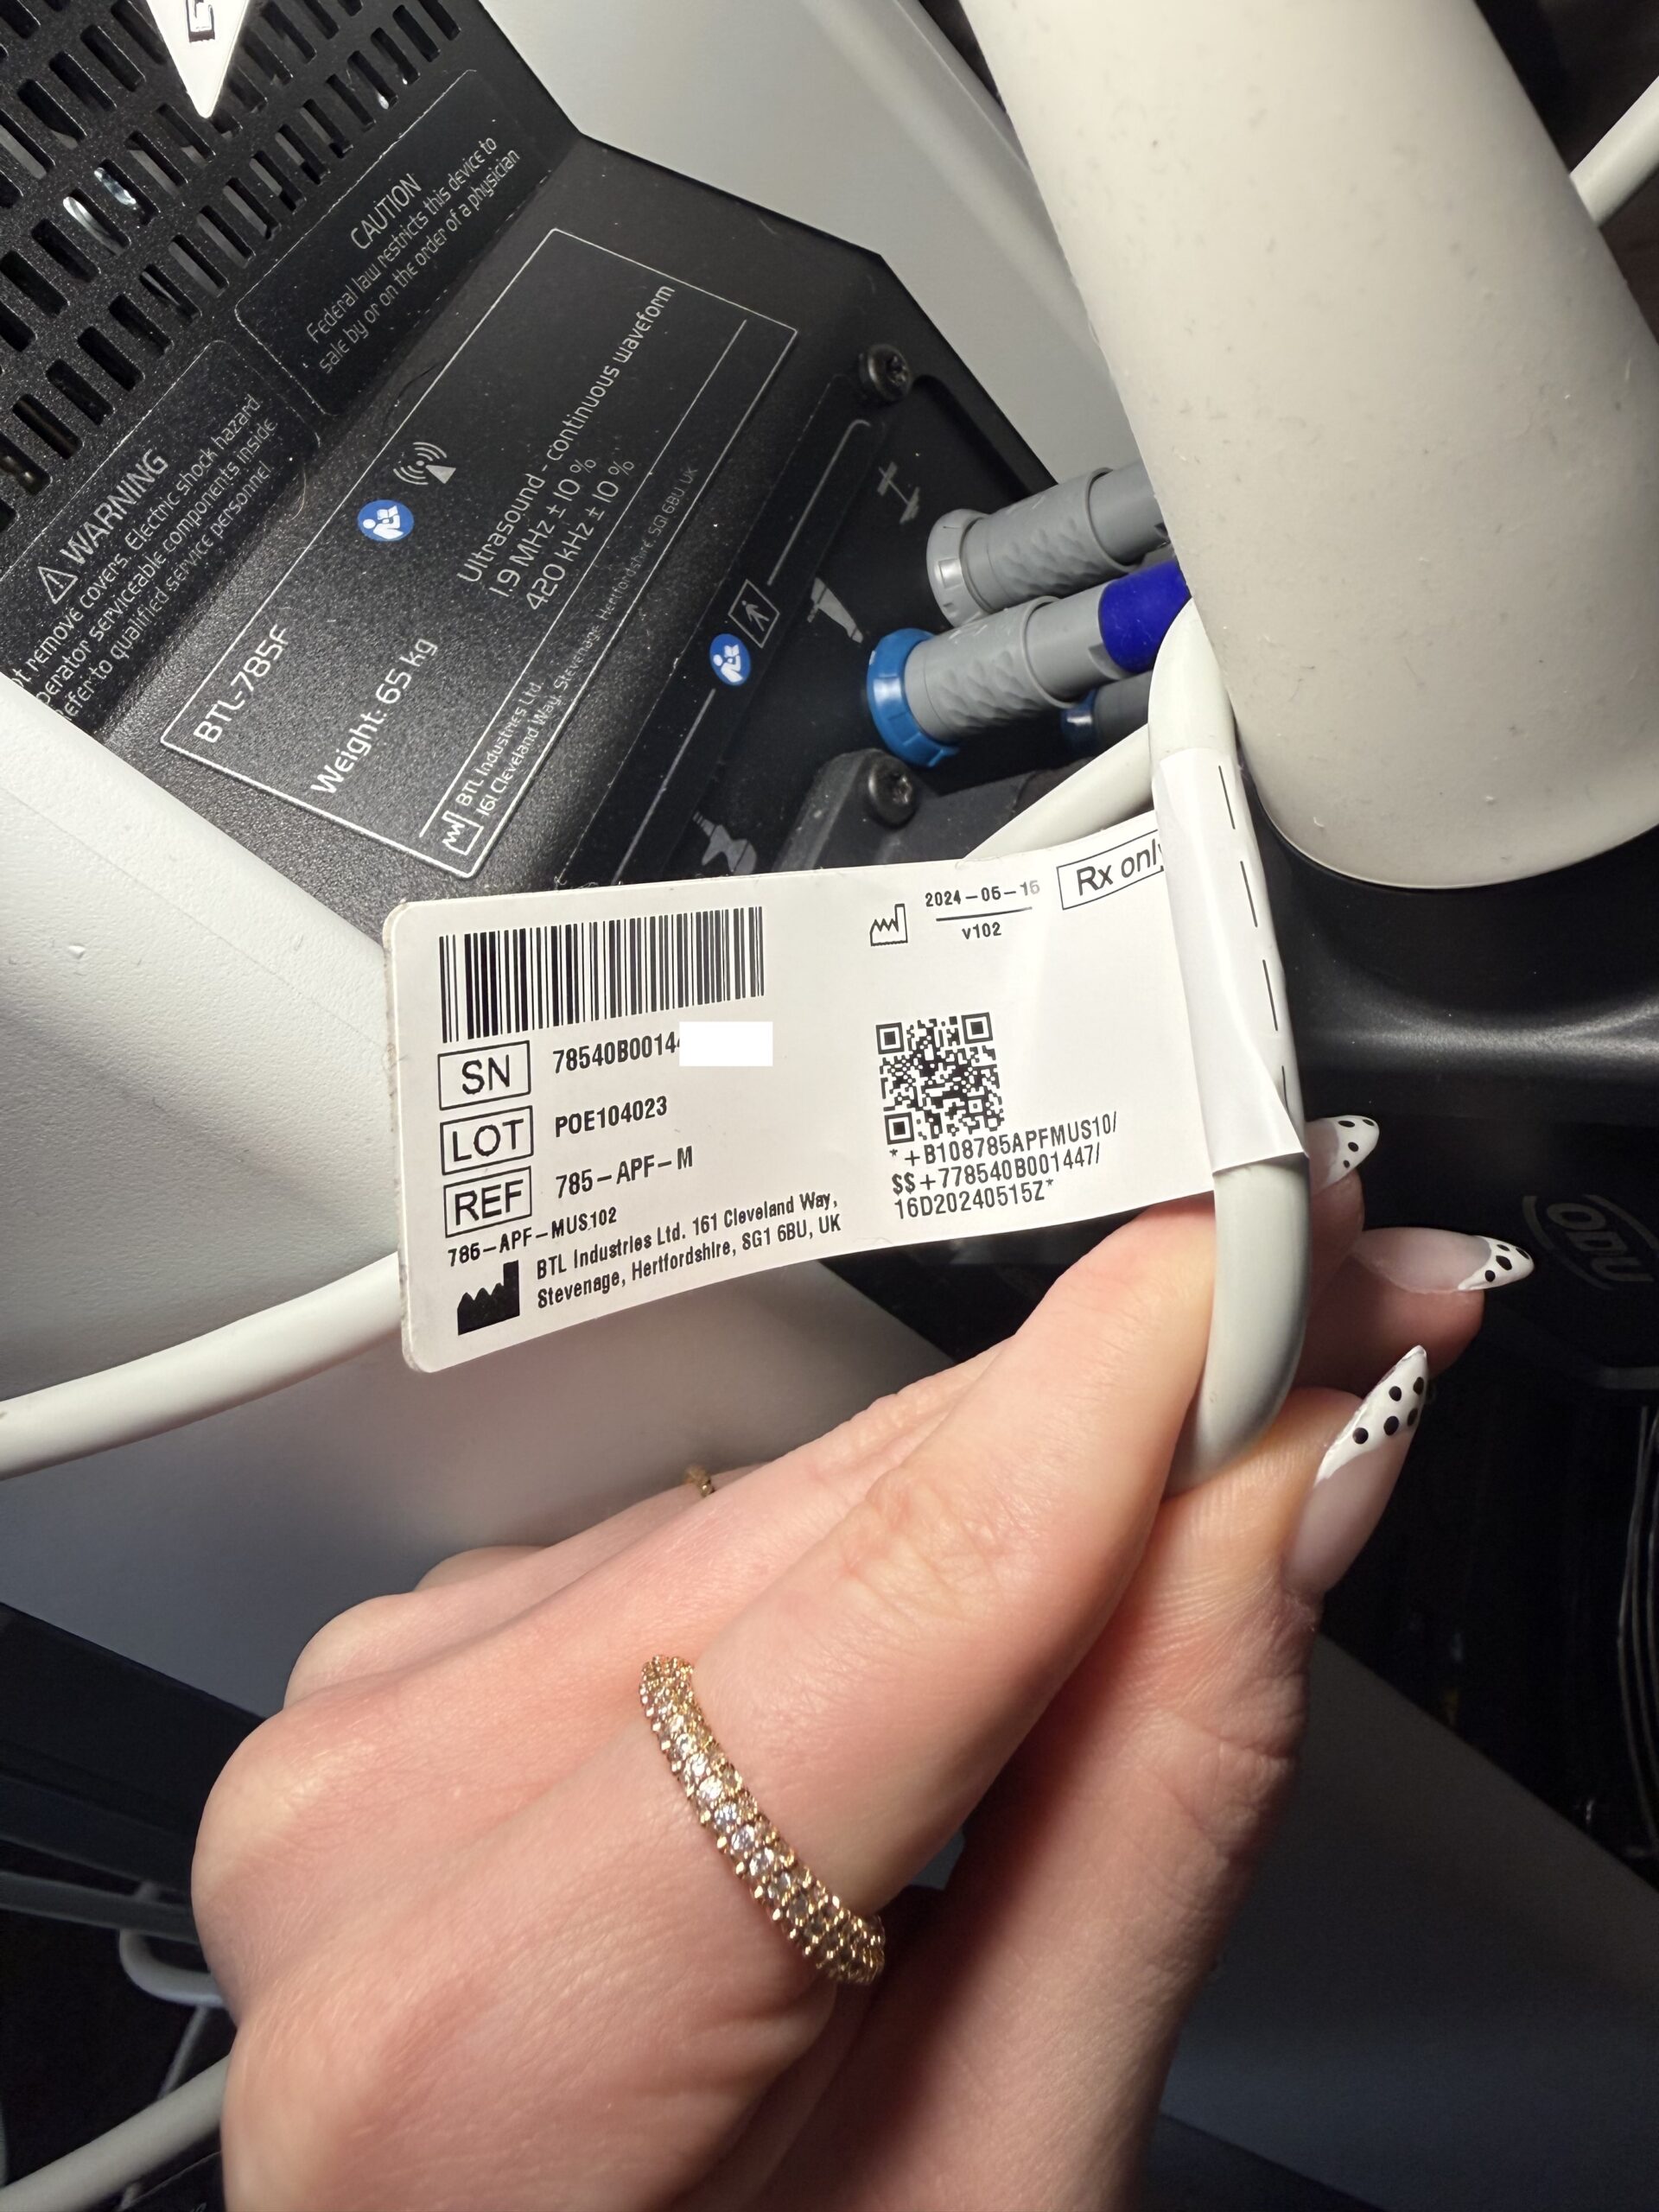 CAUTION
Federal law restricts this device to
sale by or on the order of a physician
WARNING
remove covers. Electric shock hazard
serviceable components inside
to qualified service personnel
BTL-785F
Weight: 65 kg
Ultrasound - continuous waveform
1.9 MHz ± 10 %
420 kHz ± 10 %
BTL Industries Ltd.
161 Cleveland Way, Stevenage, Hertfordshire, SG1 6BU UK
SN 78540B0014
LOT POE104023
REF 785-APF-M
785-APF-MUS102
BTL Industries Ltd. 161 Cleveland Way,
Stevenage, Hertfordshire, SG1 6BU, UK
2024-05-15
v102
Rx only
*+B108785APFMUS10/
$$+778540B001447/
16D20240515Z*
ODU